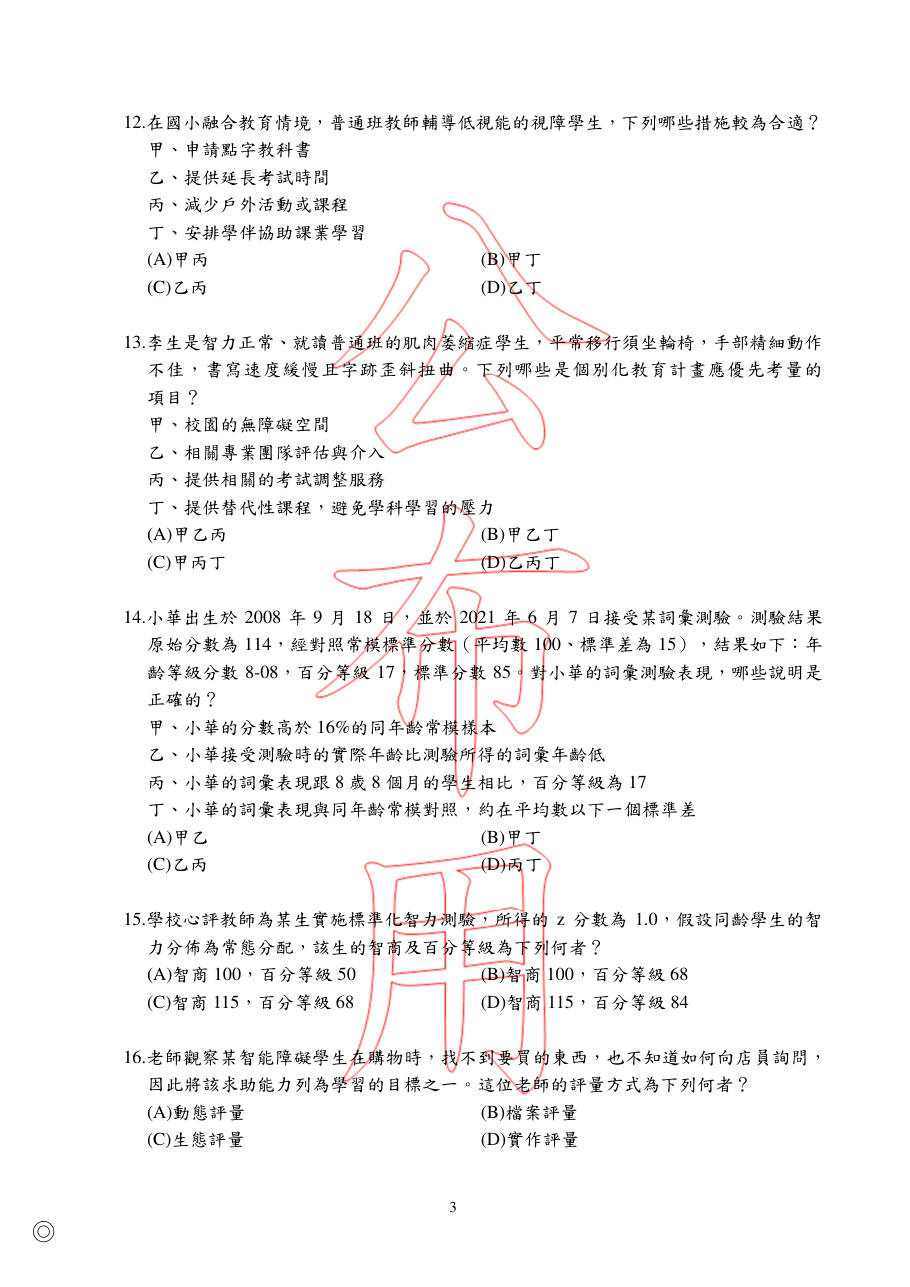 12.在國小融合教育情境，普通班教師輔導低視能的視障學生，下列哪些措施較為合適？
甲、申請點字教科書
乙、提供延長考試時間
丙、減少戶外活動或課程
丁、安排學伴協助課業學習
(A)甲丙 (B)甲丁
(C)乙丙 (D)乙丁
13.李生是智力正常、就讀普通班的肌肉萎縮症學生，平常移行須坐輪椅，手部精細動作
不佳，書寫速度緩慢且字跡歪斜扭曲。下列哪些是個別化教育計畫應優先考量的
項目？
甲、校園的無障礙空間
乙、相關專業團隊評估與介入
丙、提供相關的考試調整服務
丁、提供替代性課程，避免學科學習的壓力
(A)甲乙丙 (B)甲乙丁
(C)甲丙丁 (D)乙丙丁
14.小華出生於 2008 年 9 月 18 日，並於 2021 年 6 月 7 日接受某詞彙測驗。測驗結果
原始分數為 114，經對照常模標準分數（平均數 100、標準差為 15），結果如下：年
齡等級分數 8-08，百分等級 17，標準分數 85。對小華的詞彙測驗表現，哪些說明是
正確的？
甲、小華的分數高於 16%的同年齡常模樣本
乙、小華接受測驗時的實際年齡比測驗所得的詞彙年齡低
丙、小華的詞彙表現跟 8 歲 8 個月的學生相比，百分等級為 17
丁、小華的詞彙表現與同年齡常模對照，約在平均數以下一個標準差
(A)甲乙 (B)甲丁
(C)乙丙 (D)丙丁
15.學校心評教師為某生實施標準化智力測驗，所得的 z 分數為 1.0，假設同齡學生的智
力分佈為常態分配，該生的智商及百分等級為下列何者？
(A)智商 100，百分等級 50 (B)智商 100，百分等級 68
(C)智商 115，百分等級 68 (D)智商 115，百分等級 84
16.老師觀察某智能障礙學生在購物時，找不到要買的東西，也不知道如何向店員詢問，
因此將該求助能力列為學習的目標之一。這位老師的評量方式為下列何者？
(A)動態評量 (B)檔案評量
(C)生態評量 (D)實作評量
3
公布用